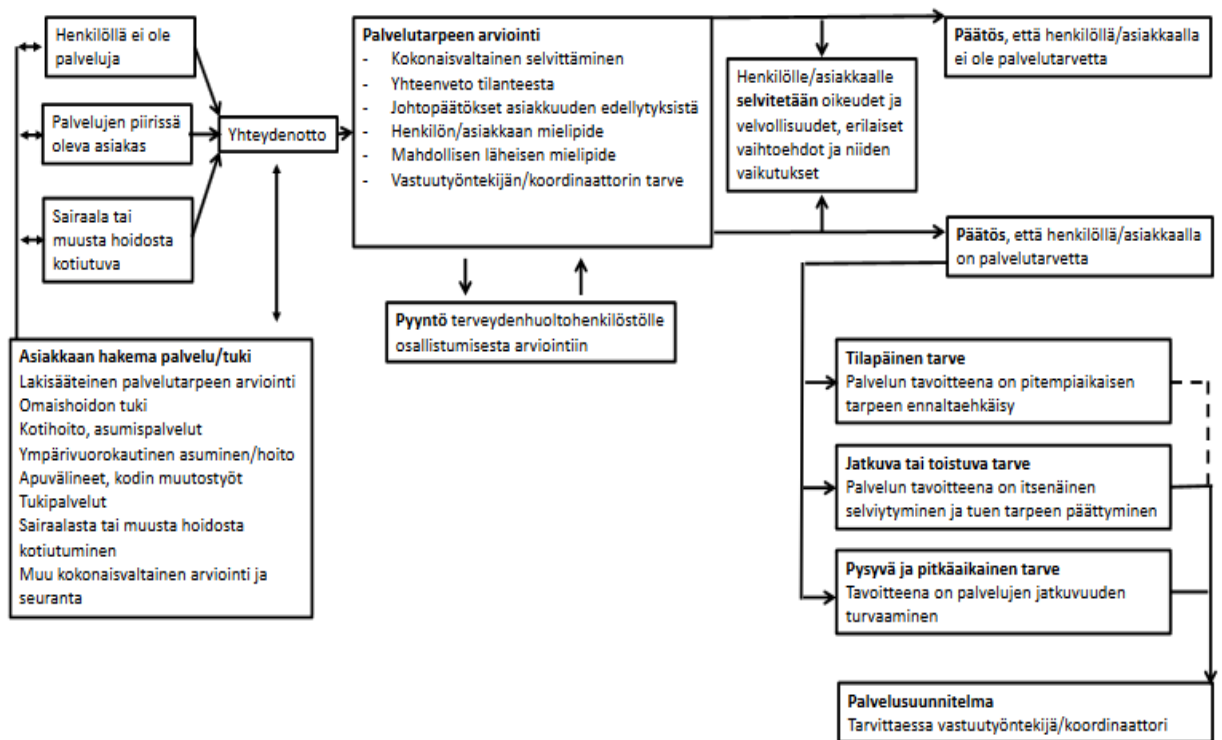 Henkilöllä ei ole
palveluja
Palvelujen piirissä
oleva asiakas
Sairaala tai
muusta hoidosta
kotiutuva
Yhteydenotto
Asiakkaan hakema palvelu/tuki
Lakisääteinen palvelutarpeen arviointi
Omaishoidon tuki
Kotihoito, asumispalvelut
Ympärivuorokautinen asuminen/hoito
Apuvälineet, kodin muutostyöt
Tukipalvelut
Sairaalasta tai muusta hoidosta
kotiutuminen
Muu kokonaisvaltainen arviointi ja
seuranta
Palvelutarpeen arviointi
- Kokonaisvaltainen selvittäminen
- Yhteenveto tilanteesta
- Johtopäätökset asiakkuuden edellytyksistä
- Henkilön/asiakkaan mielipide
- Mahdollisen läheisen mielipide
- Vastuutyöntekijän/koordinaattorin tarve
Pyyntö terveydenhuoltohenkilöstölle
osallistumisesta arviointiin
Henkilölle/asiakkaalle
selvitetään oikeudet ja
velvollisuudet, erilaiset
vaihtoehdot ja niiden
vaikutukset
Päätös, että henkilöllä/asiakkaalla
ei ole palvelutarvetta
Päätös, että henkilöllä/asiakkaalla
on palvelutarvetta
Tilapäinen tarve
Palvelun tavoitteena on pitempiaikaisen
tarpeen ennaltaehkäisy
Jatkuva tai toistuva tarve
Palvelun tavoitteena on itsenäinen
selviytyminen ja tuen tarpeen päättyminen
Pysyvä ja pitkäaikainen tarve
Tavoitteena on palvelujen jatkuvuuden
turvaaminen
Palvelusuunnitelma
Tarvittaessa vastuutyöntekijä/koordinaattori